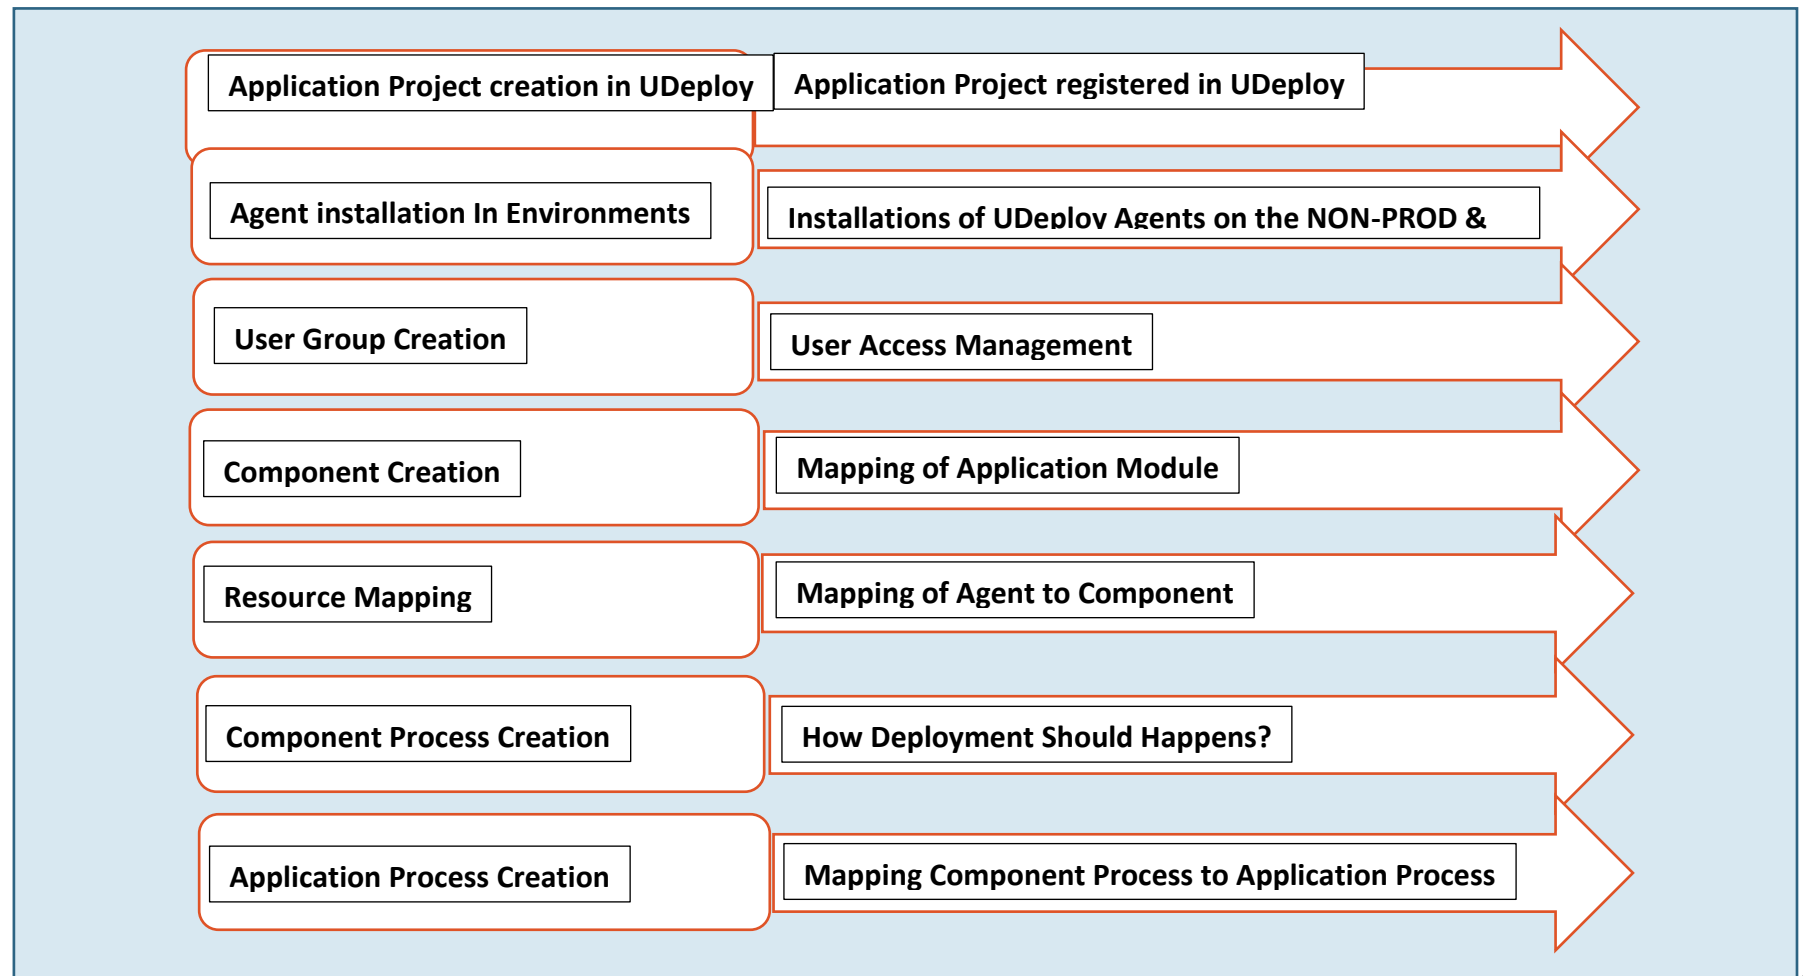 Application Project creation in UDeploy
Application Project registered in UDeploy
Agent installation In Environments
Installations of UDeploy Agents on the NON-PROD &
User Group Creation
User Access Management
Component Creation
Mapping of Application Module
Resource Mapping
Mapping of Agent to Component
Component Process Creation
How Deployment Should Happens?
Application Process Creation
Mapping Component Process to Application Process